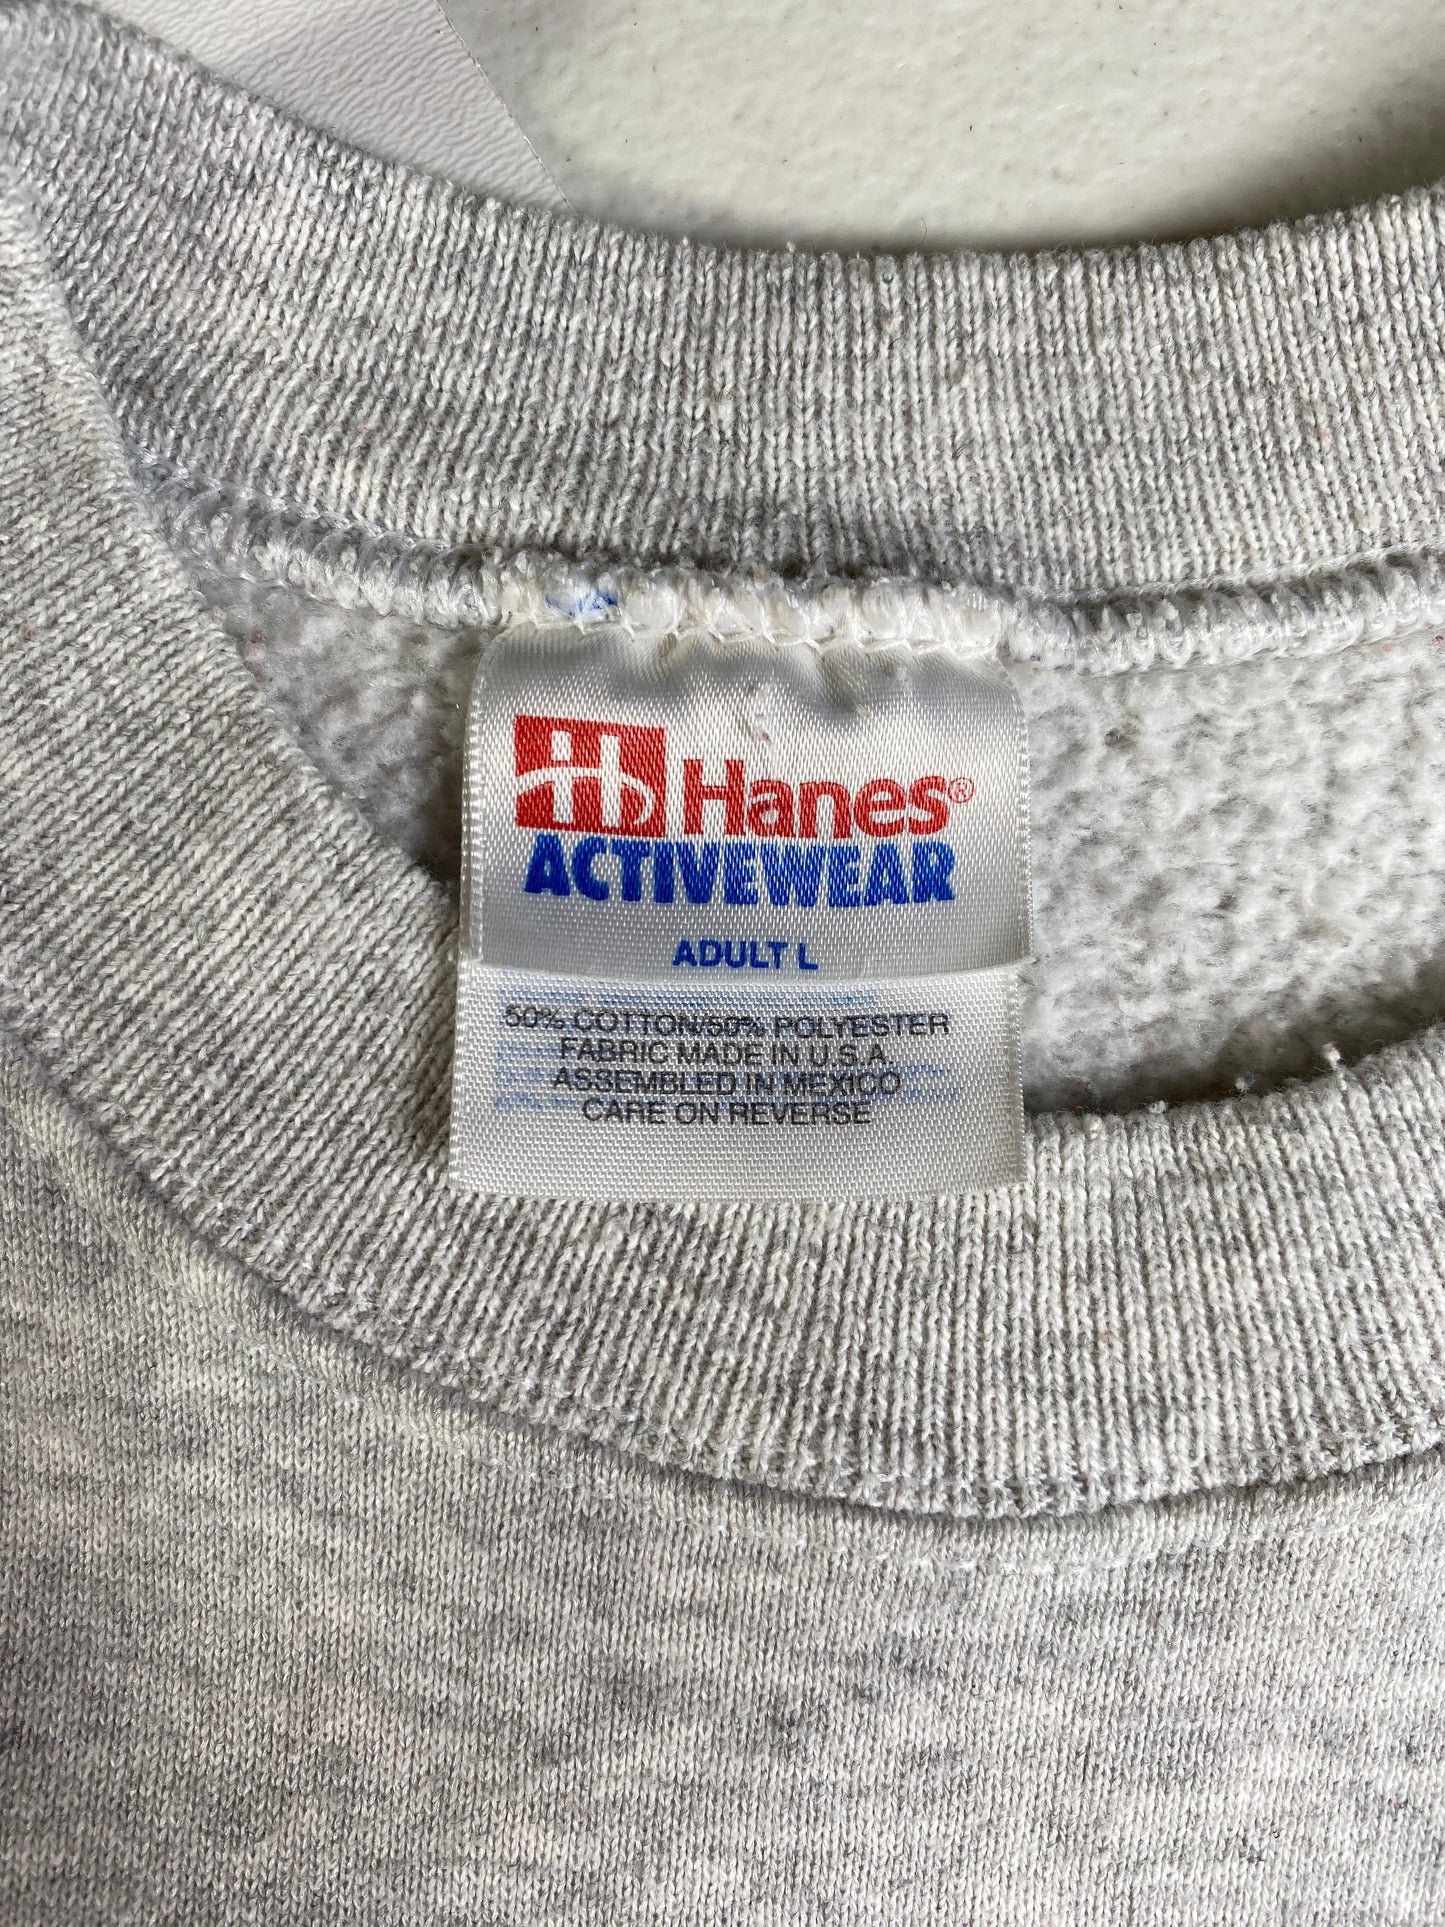 Hanes®
ACTIVEWEAR
ADULT L
50% COTTON/50% POLYESTER
FABRIC MADE IN U.S.A.
ASSEMBLED IN MEXICO
CARE ON REVERSE